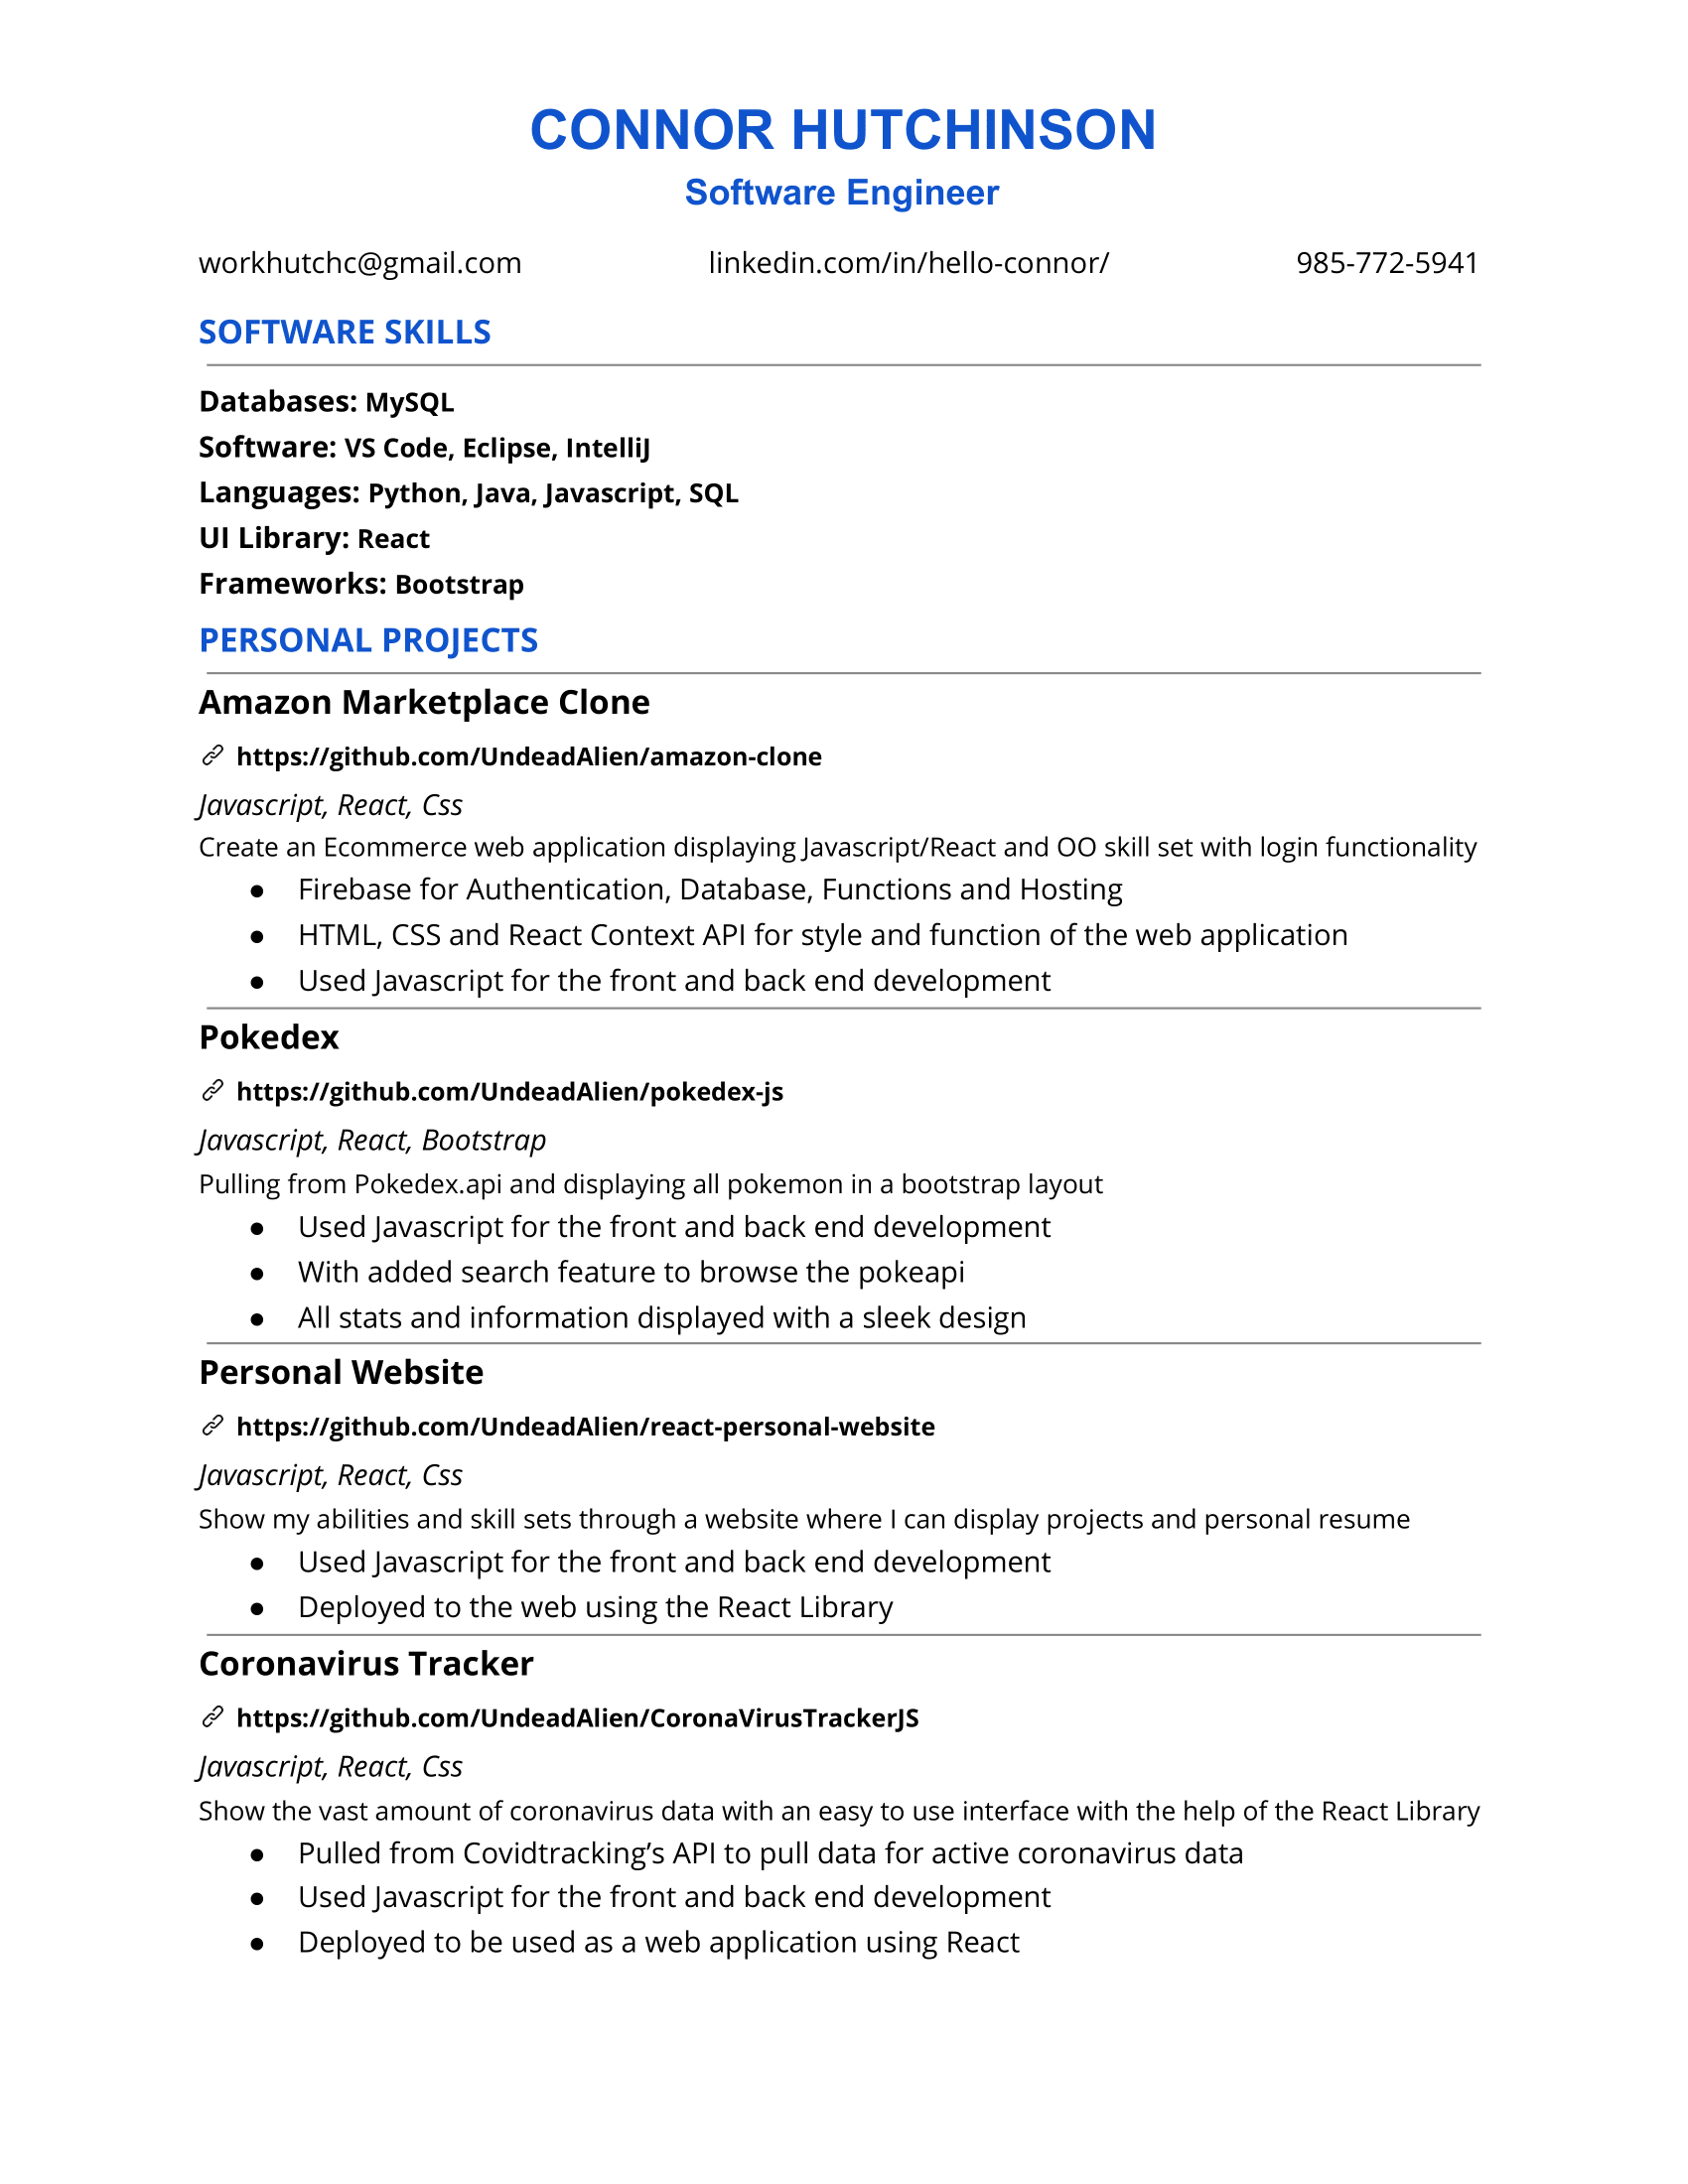 CONNOR HUTCHINSON
Software Engineer
workhutchc@gmail.com linkedin.com/in/hello-connor/ 985-772-5941
SOFTWARE SKILLS
Databases: MySQL
Software: VS Code, Eclipse, IntelliJ
Languages: Python, Java, Javascript, SQL
UI Library: React
Frameworks: Bootstrap
PERSONAL PROJECTS
Amazon Marketplace Clone
https://github.com/UndeadAlien/amazon-clone
Javascript, React, Css
Create an Ecommerce web application displaying Javascript/React and OO skill set with login functionality
● Firebase for Authentication, Database, Functions and Hosting
● HTML, CSS and React Context API for style and function of the web application
● Used Javascript for the front and back end development
Pokedex
https://github.com/UndeadAlien/pokedex-js
Javascript, React, Bootstrap
Pulling from Pokedex.api and displaying all pokemon in a bootstrap layout
● Used Javascript for the front and back end development
● With added search feature to browse the pokeapi
● All stats and information displayed with a sleek design
Personal Website
https://github.com/UndeadAlien/react-personal-website
Javascript, React, Css
Show my abilities and skill sets through a website where I can display projects and personal resume
● Used Javascript for the front and back end development
● Deployed to the web using the React Library
Coronavirus Tracker
https://github.com/UndeadAlien/CoronaVirusTrackerJS
Javascript, React, Css
Show the vast amount of coronavirus data with an easy to use interface with the help of the React Library
● Pulled from Covidtracking’s API to pull data for active coronavirus data
● Used Javascript for the front and back end development
● Deployed to be used as a web application using React